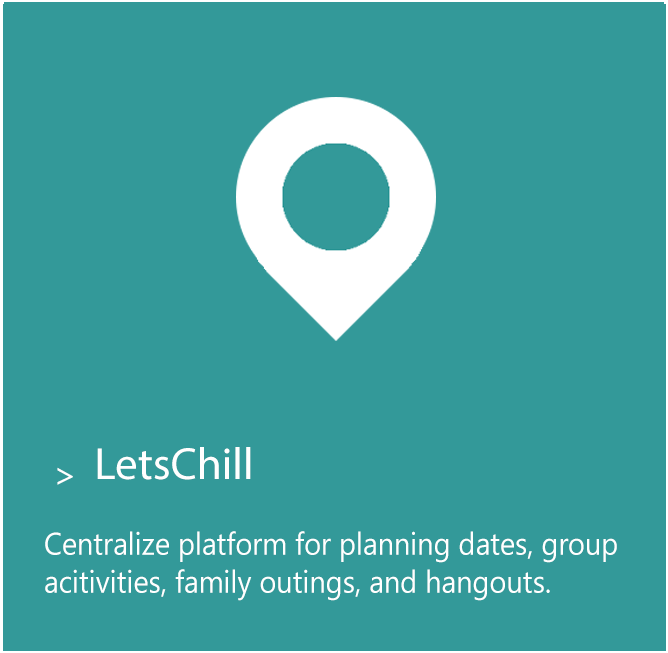 > LetsChill
Centralize platform for planning dates, group
acitivities, family outings, and hangouts.